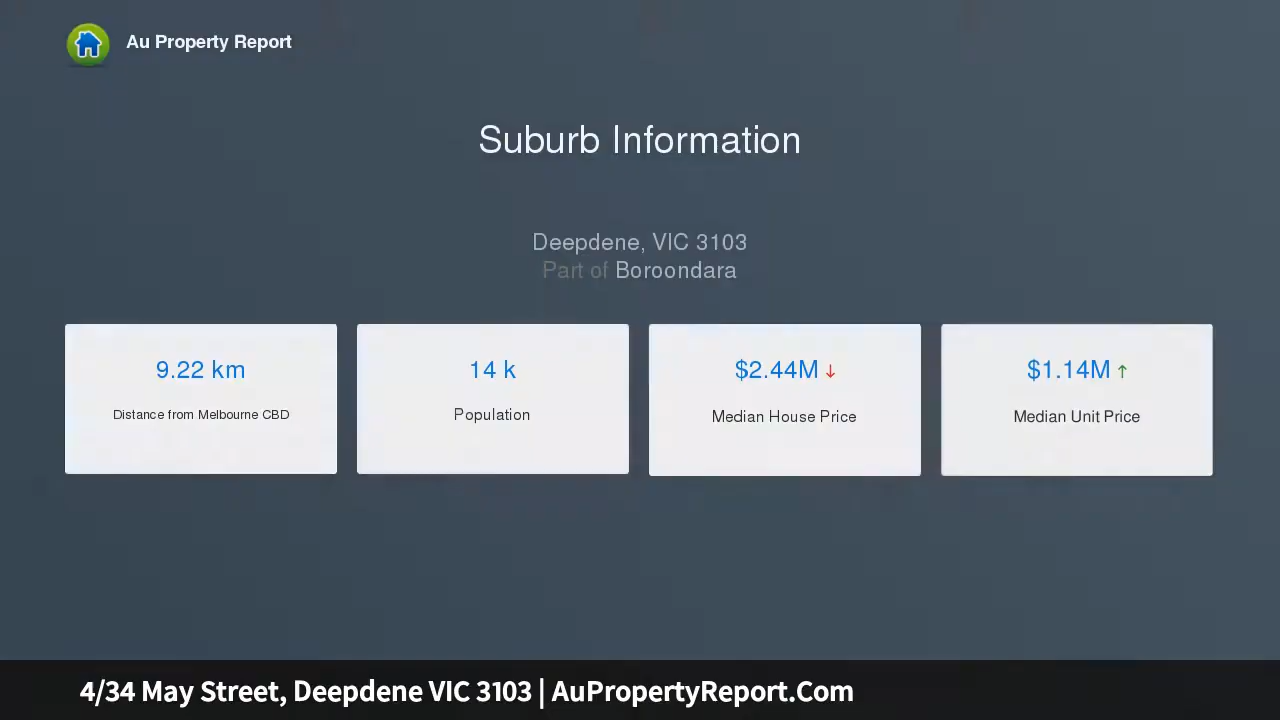 Au Property Report
Suburb Information
Deepdene, VIC 3103
Part of Boroondara
9.22 km
Distance from Melbourne CBD
14 k
Population
$2.44M ↓
Median House Price
$1.14M ↑
Median Unit Price
4/34 May Street, Deepdene VIC 3103 | AuPropertyReport.Com